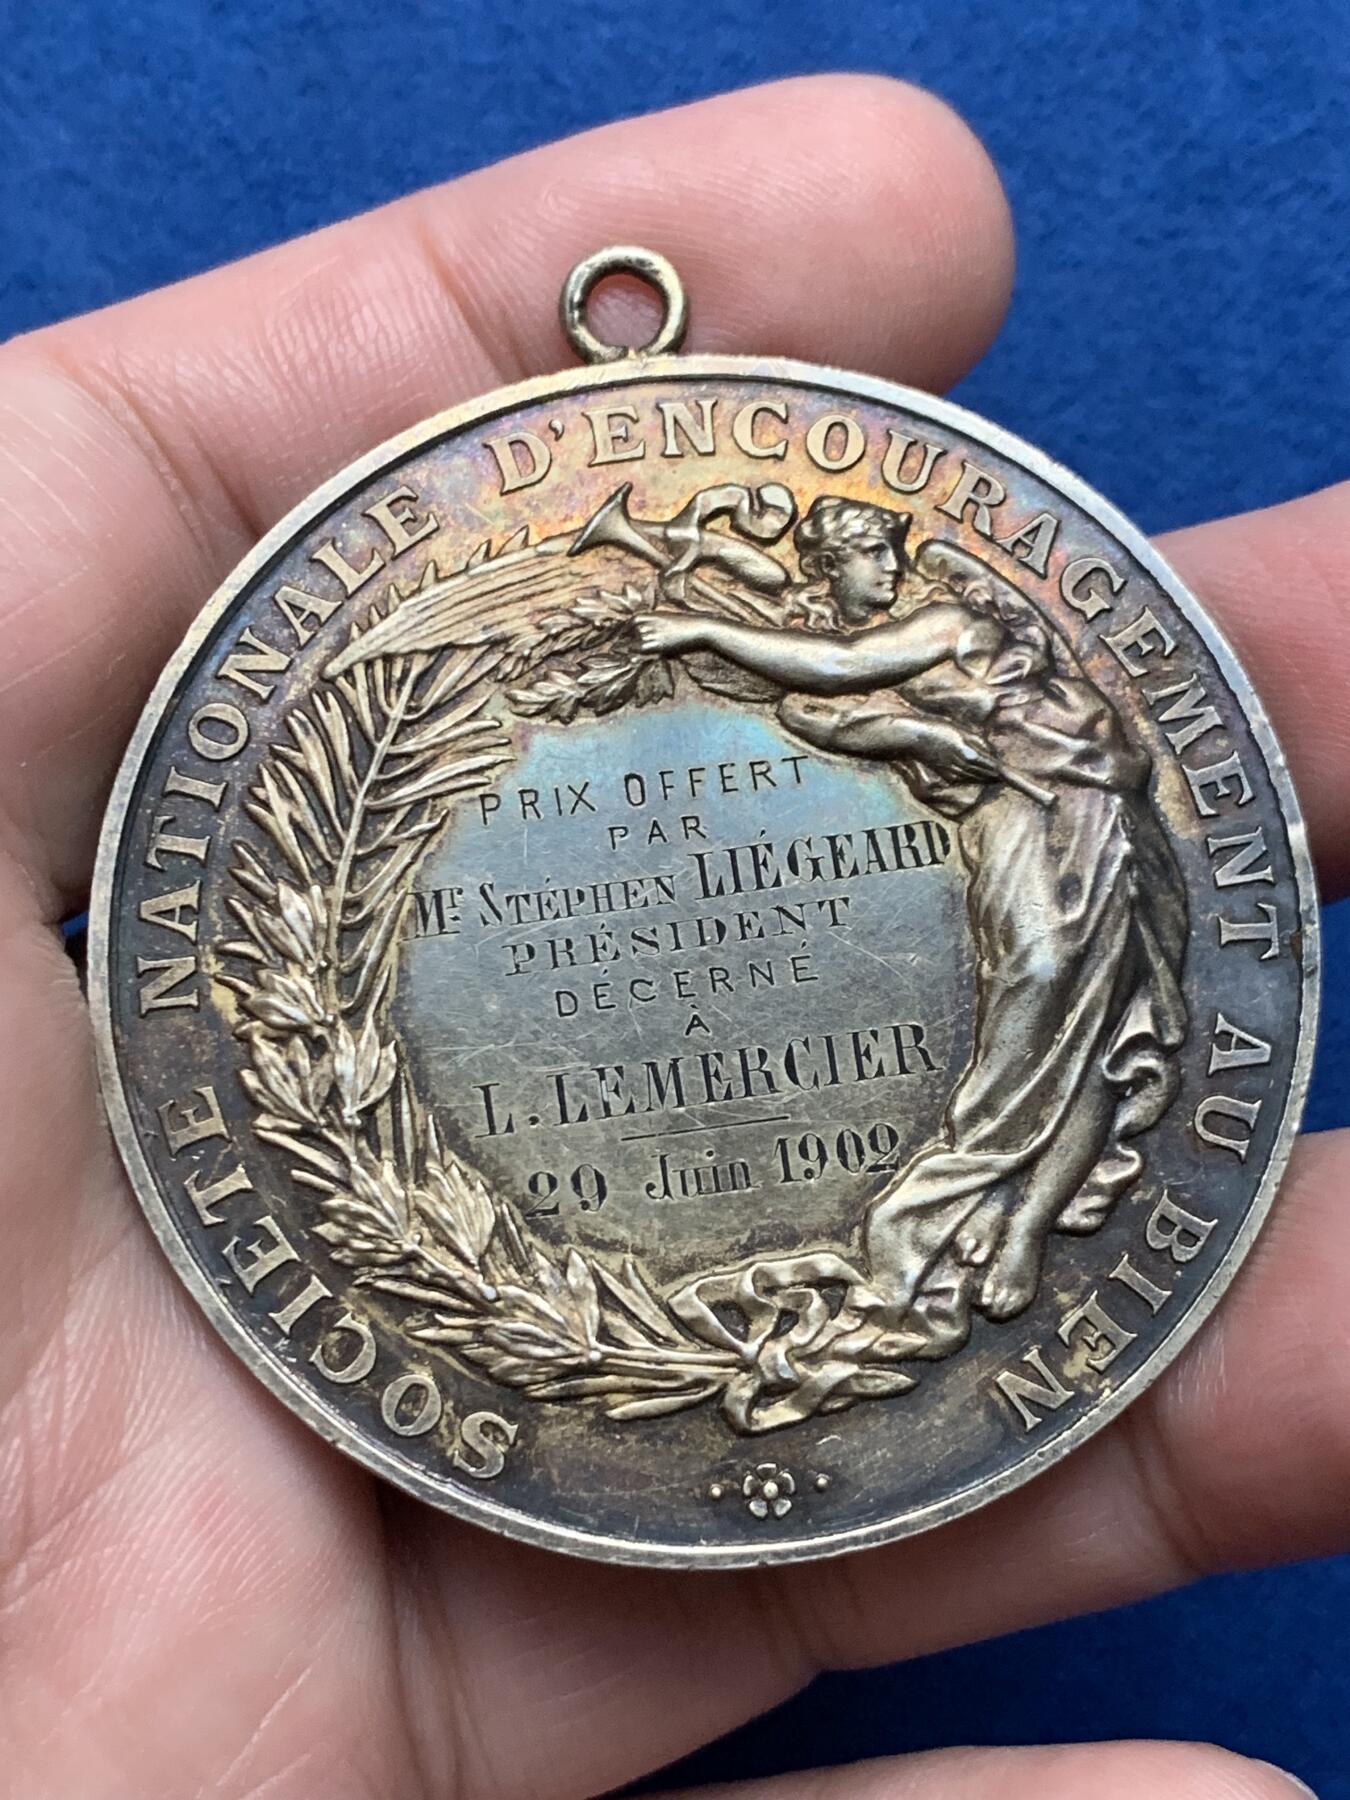 SOCIETE NATIONALE D'ENCOURAGEMENT AU BIEN
PRIX OFFERT
PAR
Mr. STÉPHEN LIÉGEARD
PRÉSIDENT
DÉCERNÉ
À
L. LEMERCIER
29 Juin 1902